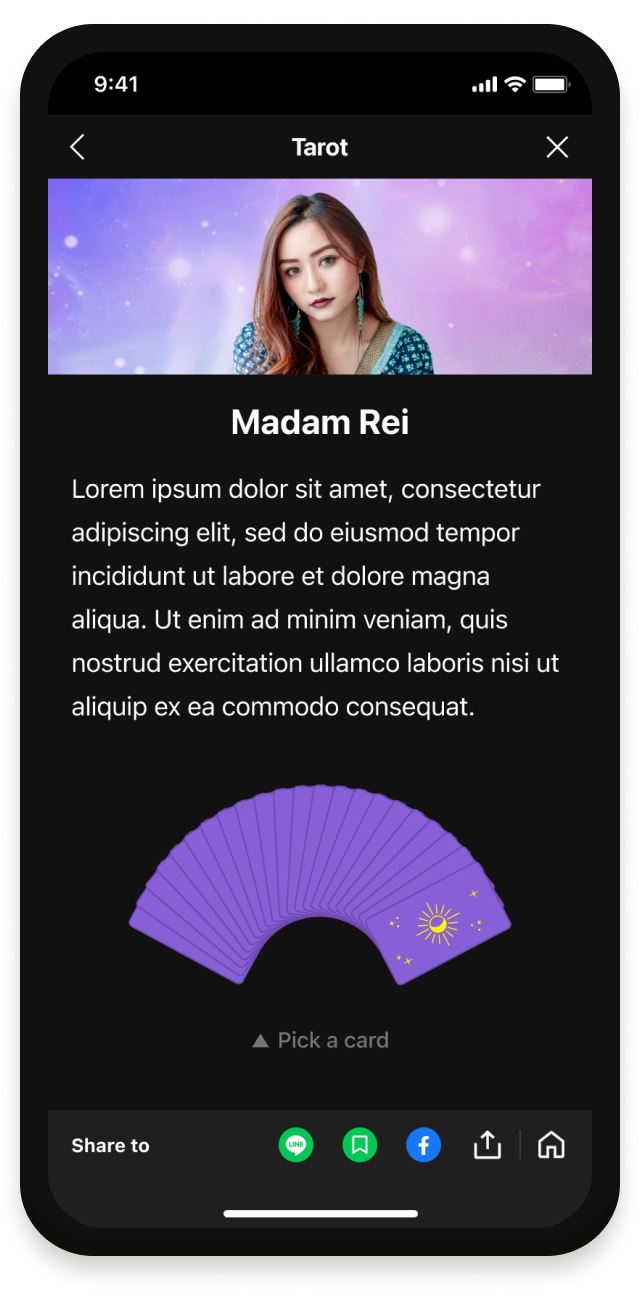 9:41
Tarot
Madam Rei
Lorem ipsum dolor sit amet, consectetur
adipiscing elit, sed do eiusmod tempor
incididunt ut labore et dolore magna
aliqua. Ut enim ad minim veniam, quis
nostrud exercitation ullamco laboris nisi ut
aliquip ex ea commodo consequat.
▲ Pick a card
Share to
LINE